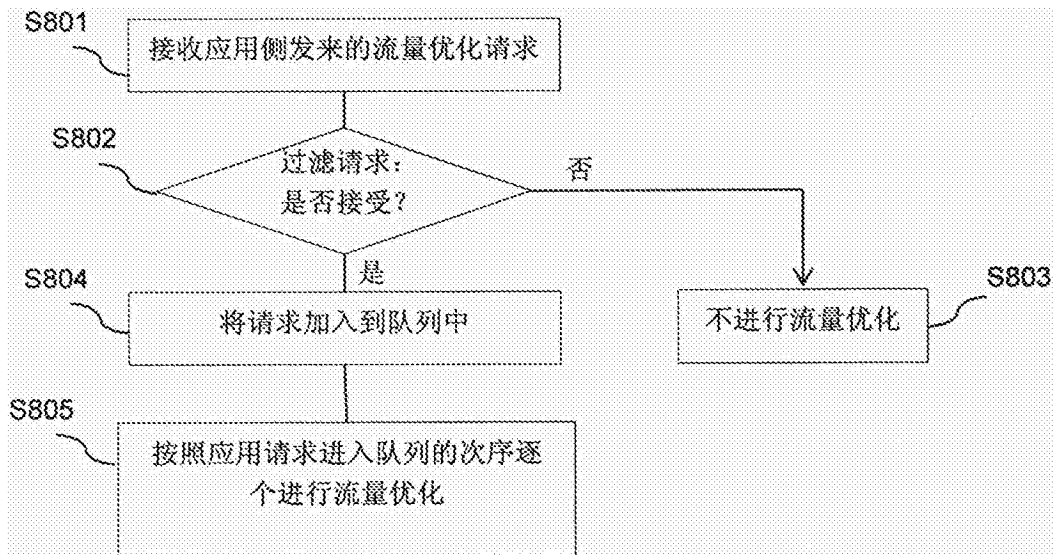 S801
接收应用侧发来的流量优化请求
S802
过滤请求：
是否接受？
否
是
S804
将请求加入到队列中
S803
不进行流量优化
S805
按照应用请求进入队列的次序逐
个进行流量优化